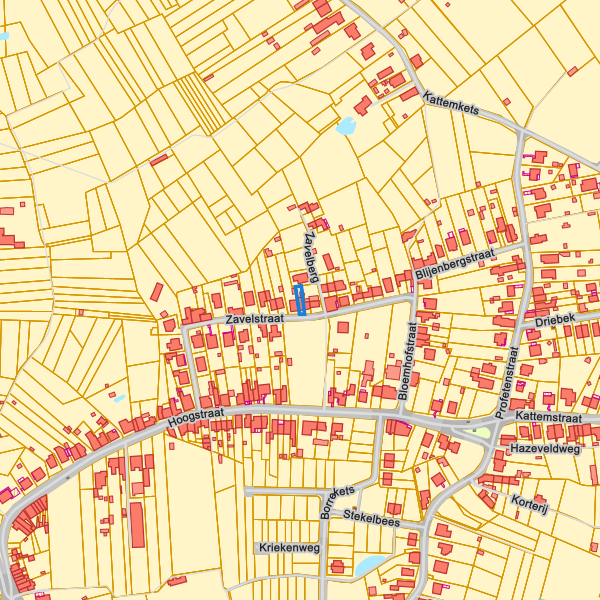 Kattemkets
Zavelberg
Blijenbergstraat
Zavelstraat
Driebek
Bloemhofstraat
Profetenstraat
Hoogstraat
Kattemstraat
Hazeveldweg
Borrekets
Korterij
Stekelbees
Kriekenweg